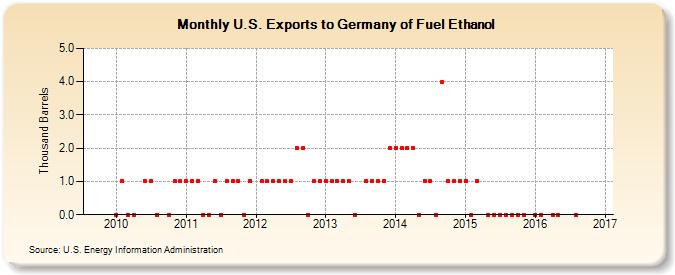 Monthly U.S. Exports to Germany of Fuel Ethanol
Thousand Barrels
5.0
4.0
3.0
2.0
1.0
0.0
2010 2011 2012 2013 2014 2015 2016 2017
Source: U.S. Energy Information Administration